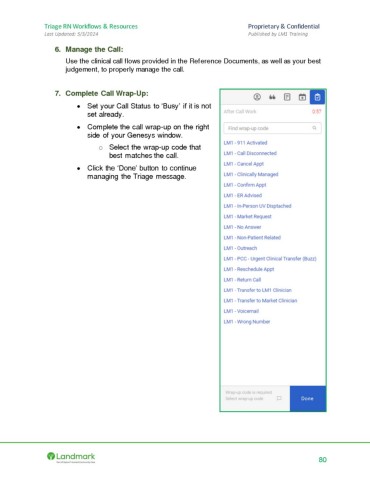 Triage RN Workflows & Resources
Proprietary & Confidential
Last Updated: 5/3/2024
Published by LM1 Training
6. Manage the Call:
Use the clinical call flows provided in the Reference Documents, as well as your best
judgement, to properly manage the call.
7. Complete Call Wrap-Up:
• Set your Call Status to ‘Busy’ if it is not
set already.
• Complete the call wrap-up on the right
side of your Genesys window.
o Select the wrap-up code that
best matches the call.
• Click the ‘Done’ button to continue
managing the Triage message.
After Call Work
0:57
Find wrap-up code
LM1 - 911 Activated
LM1 - Call Disconnected
LM1 - Cancel Appt
LM1 - Clinically Managed
LM1 - Confirm Appt
LM1 - ER Advised
LM1 - In-Person UV Dispatched
LM1 - Market Request
LM1 - No Answer
LM1 - Non-Patient Related
LM1 - Outreach
LM1 - PCC - Urgent Clinical Transfer (Buzz)
LM1 - Reschedule Appt
LM1 - Return Call
LM1 - Transfer to LM1 Clinician
LM1 - Transfer to Market Clinician
LM1 - Voicemail
LM1 - Wrong Number
Wrap-up code is required
Select wrap-up code
Done
Landmark
80